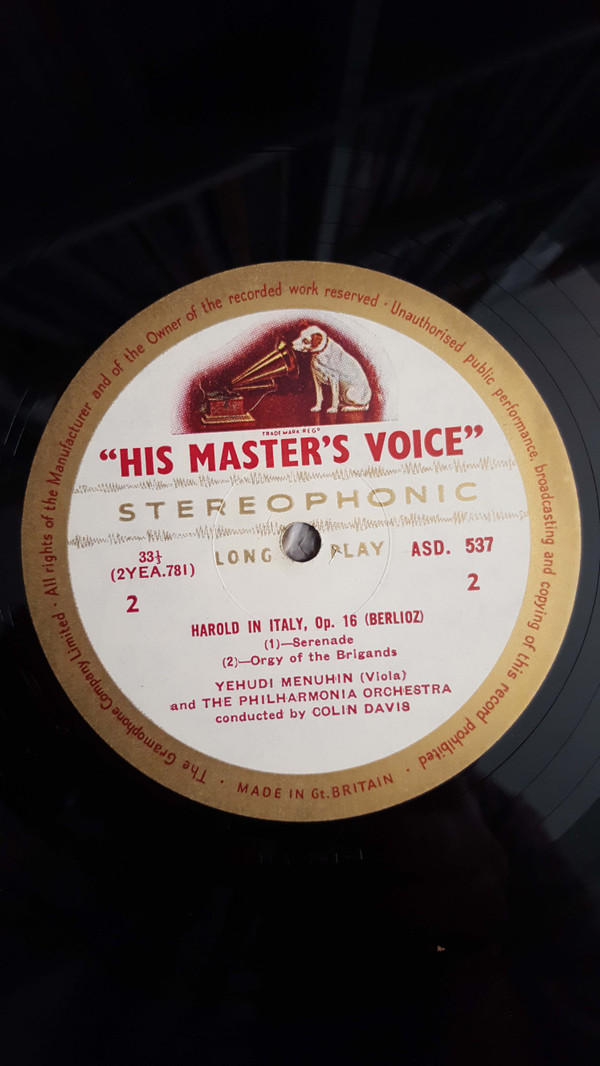 The Gramophone Company Limited · All rights of the Manufacturer and of the Owner of the recorded work reserved · Unauthorised public performance, broadcasting and copying of this record prohibited ·
TRADE MARK REGD
“HIS MASTER'S VOICE”
STEREOPHONIC
33⅓ LONG PLAY ASD. 537
(2YEA.781)
2 2
HAROLD IN ITALY, Op. 16 (BERLIOZ)
(1)—Serenade
(2)—Orgy of the Brigands
YEHUDI MENUHIN (Viola)
and THE PHILHARMONIA ORCHESTRA
conducted by COLIN DAVIS
· MADE IN Gt. BRITAIN ·